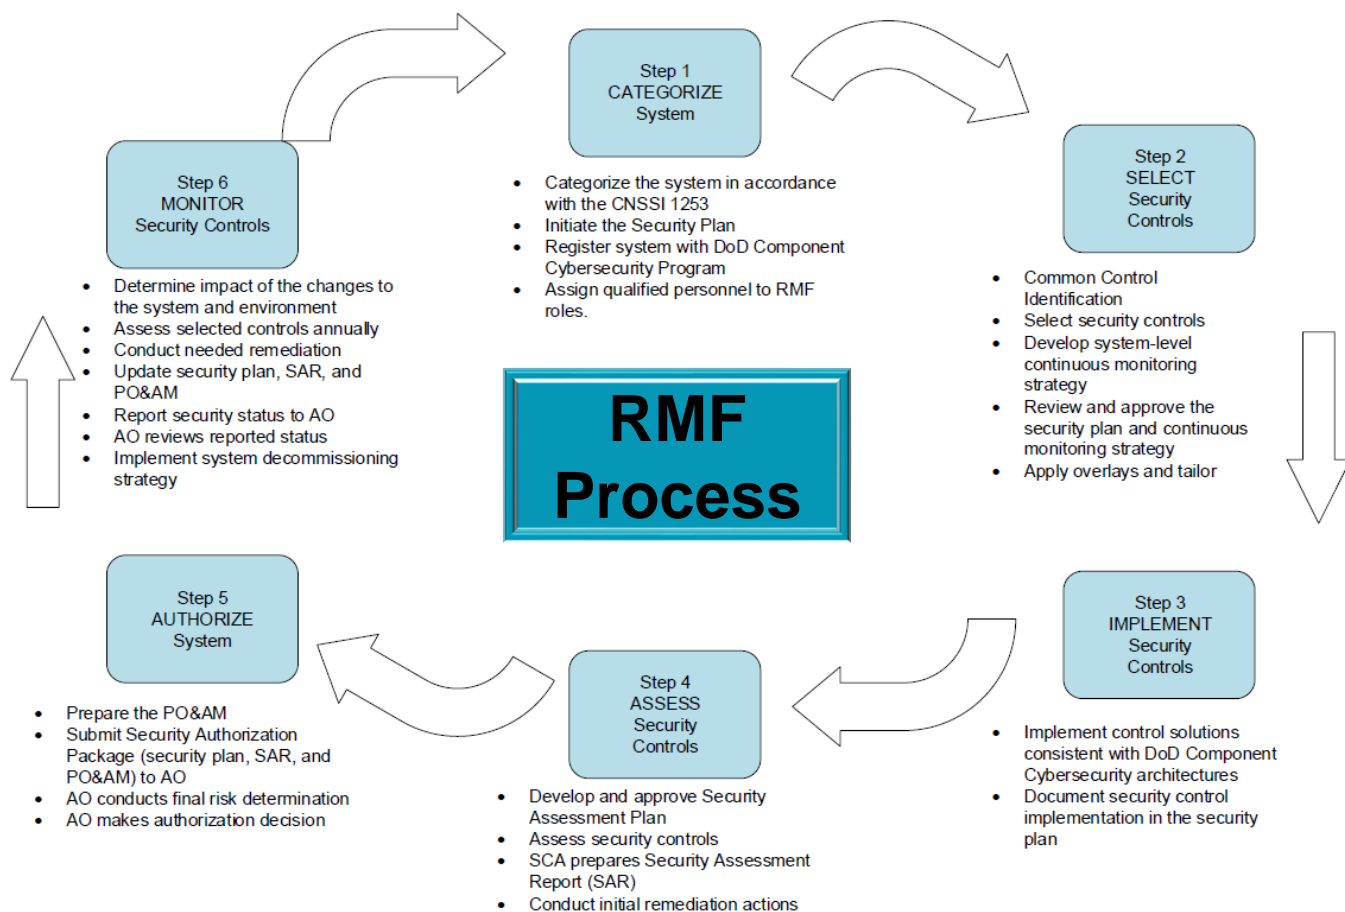 Step 1
CATEGORIZE
System
• Categorize the system in accordance
with the CNSSI 1253
• Initiate the Security Plan
• Register system with DoD Component
Cybersecurity Program
• Assign qualified personnel to RMF
roles.
Step 2
SELECT
Security
Controls
• Common Control
Identification
• Select security controls
• Develop system-level
continuous monitoring
strategy
• Review and approve the
security plan and continuous
monitoring strategy
• Apply overlays and tailor
Step 3
IMPLEMENT
Security
Controls
• Implement control solutions
consistent with DoD Component
Cybersecurity architectures
• Document security control
implementation in the security
plan
Step 4
ASSESS
Security
Controls
• Develop and approve Security
Assessment Plan
• Assess security controls
• SCA prepares Security Assessment
Report (SAR)
• Conduct initial remediation actions
Step 5
AUTHORIZE
System
• Prepare the PO&AM
• Submit Security Authorization
Package (security plan, SAR, and
PO&AM) to AO
• AO conducts final risk determination
• AO makes authorization decision
Step 6
MONITOR
Security Controls
• Determine impact of the changes to
the system and environment
• Assess selected controls annually
• Conduct needed remediation
• Update security plan, SAR, and
PO&AM
• Report security status to AO
• AO reviews reported status
• Implement system decommissioning
strategy
RMF
Process